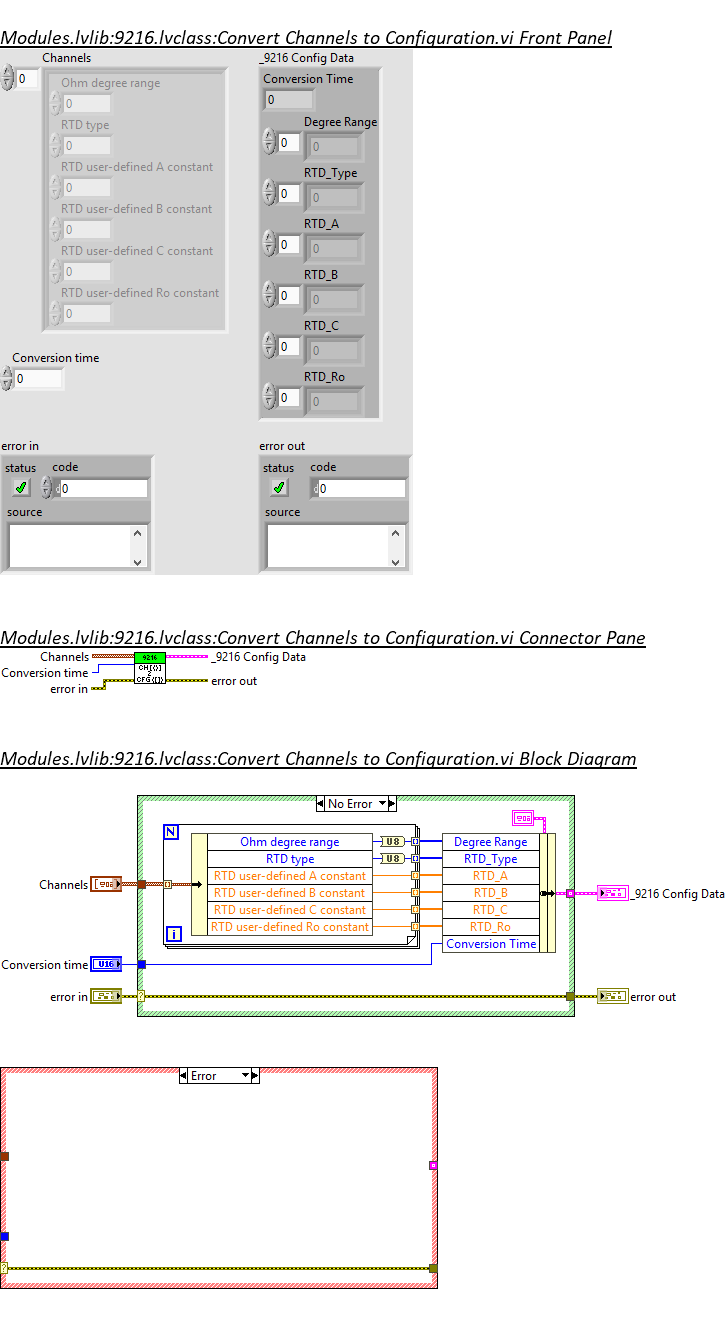 Modules.lvlib:9216.lvclass:Convert Channels to Configuration.vi Front Panel
Channels
0
Ohm degree range
0
RTD type
0
RTD user-defined A constant
0
RTD user-defined B constant
0
RTD user-defined C constant
0
RTD user-defined Ro constant
0
Conversion time
0
_9216 Config Data
Conversion Time
0
Degree Range
0 0
RTD_Type
0 0
RTD_A
0 0
RTD_B
0 0
RTD_C
0 0
RTD_Ro
0 0
error in
status code
0
source
error out
status code
0
source
Modules.lvlib:9216.lvclass:Convert Channels to Configuration.vi Connector Pane
Channels
Conversion time
error in
9216
CH[{}]
2
CFG{[]}
_9216 Config Data
error out
Modules.lvlib:9216.lvclass:Convert Channels to Configuration.vi Block Diagram
No Error
N
Ohm degree range U8 Degree Range
RTD type U8 RTD_Type
RTD user-defined A constant RTD_A
RTD user-defined B constant RTD_B
RTD user-defined C constant RTD_C
RTD user-defined Ro constant RTD_Ro
Conversion Time
i
Channels
_9216 Config Data
Conversion time U16
error in
?
error out
Error
?